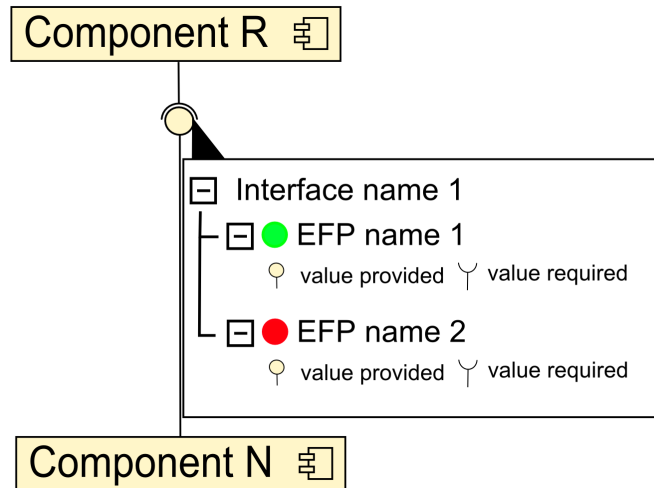 Component R
Interface name 1
EFP name 1
value provided value required
EFP name 2
value provided value required
Component N